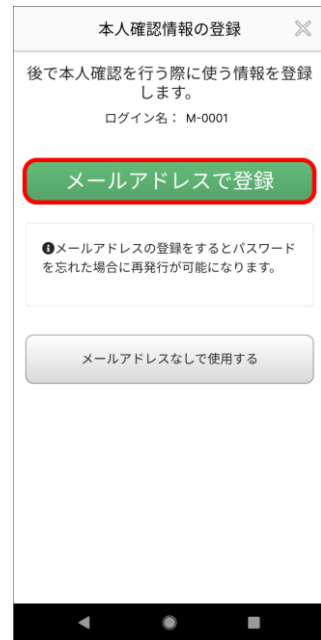 本人確認情報の登録
後で本人確認を行う際に使う情報を登録
します。
ログイン名： M-0001
メールアドレスで登録
メールアドレスの登録をするとパスワード
を忘れた場合に再発行が可能になります。
メールアドレスなしで使用する